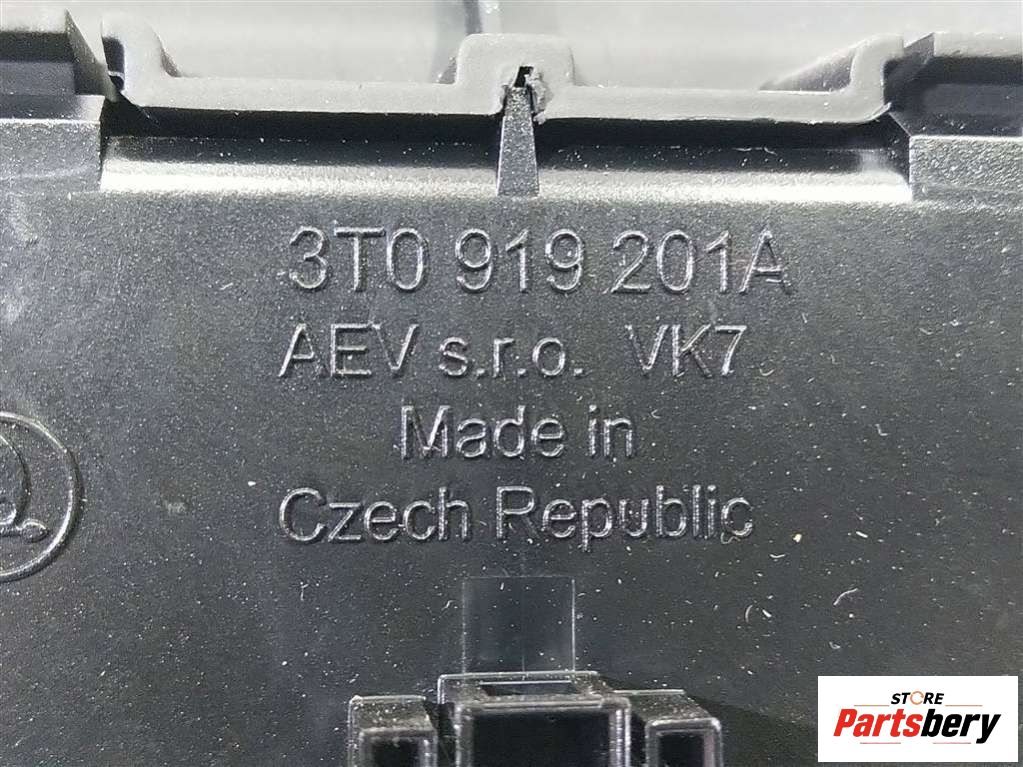 3T0 919 201A
AEV s.r.o. VK7
Made in
Czech Republic
STORE
Partsbery